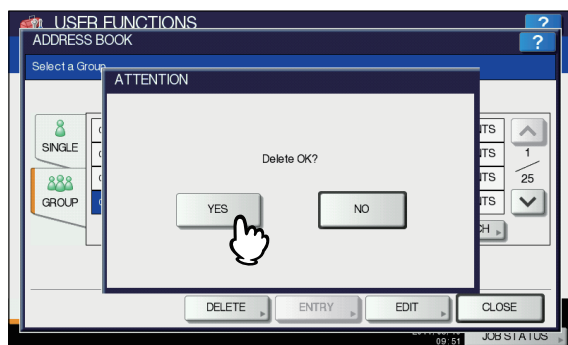 USER FUNCTIONS
?
ADDRESS BOOK
?
Select a Group
ATTENTION
SINGLE
GROUP
Delete OK?
YES
NO
1
25
DELETE
ENTRY
EDIT
CLOSE
09:51
JOB STATUS